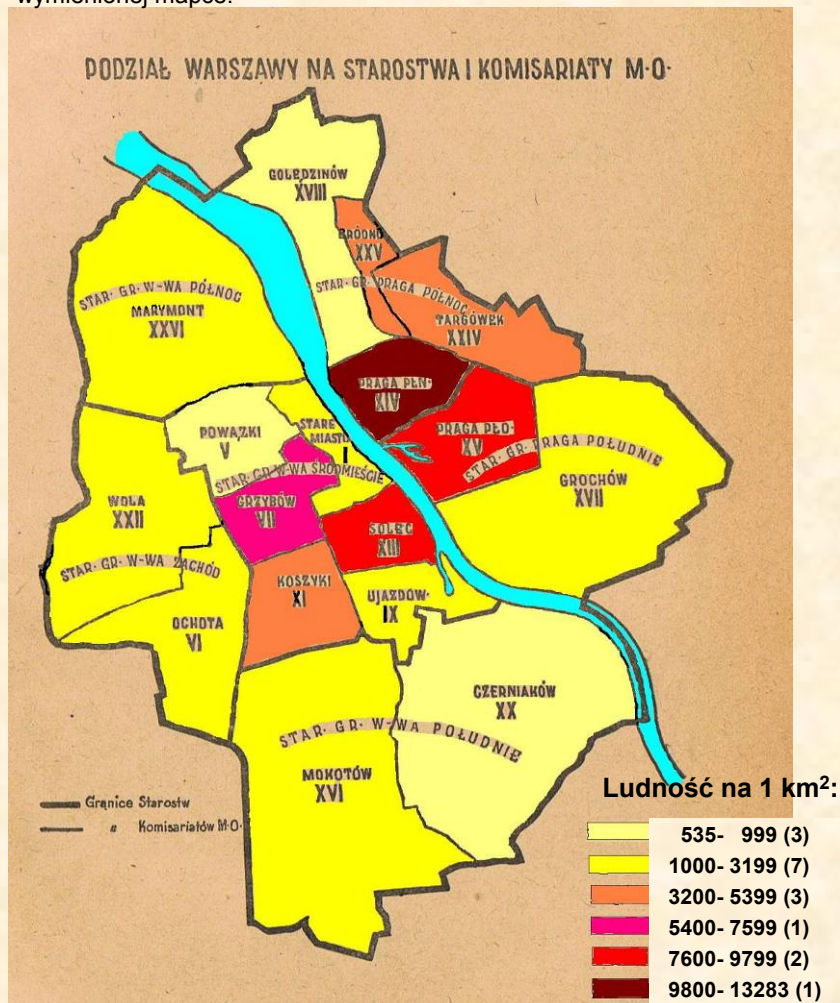 wymienionej mapce.
PODZIAŁ WARSZAWY NA STAROSTWA I KOMISARIATY M·O·
GOLĘDZINÓW
XVIII
BRÓDNO
XXV
STAR· GR· PRAGA PÓŁNOC
TARGÓWEK
XXIV
STAR· GR· W-WA PÓŁNOC
MARYMONT
XXVI
PRAGA PŁN·
XIV
POWĄZKI
V
STARE
MIASTO
I
PRAGA PŁD·
XV
STAR· GR· PRAGA POŁUDNIE
GROCHÓW
XVII
STAR· GR· W-WA ŚRÓDMIEŚCIE
GRZYBÓW
VII
WOLA
XXII
SOLEC
XIII
STAR· GR· W-WA ZACHÓD
KOSZYKI
XI
UJAZDÓW·
IX
OCHOTA
VI
CZERNIAKÓW
XX
STAR· GR· W-WA POŁUDNIE
MOKOTÓW
XVI
Granice Starostw
" Komisariatów M·O·
Ludność na 1 km²:
535- 999 (3)
1000- 3199 (7)
3200- 5399 (3)
5400- 7599 (1)
7600- 9799 (2)
9800- 13283 (1)